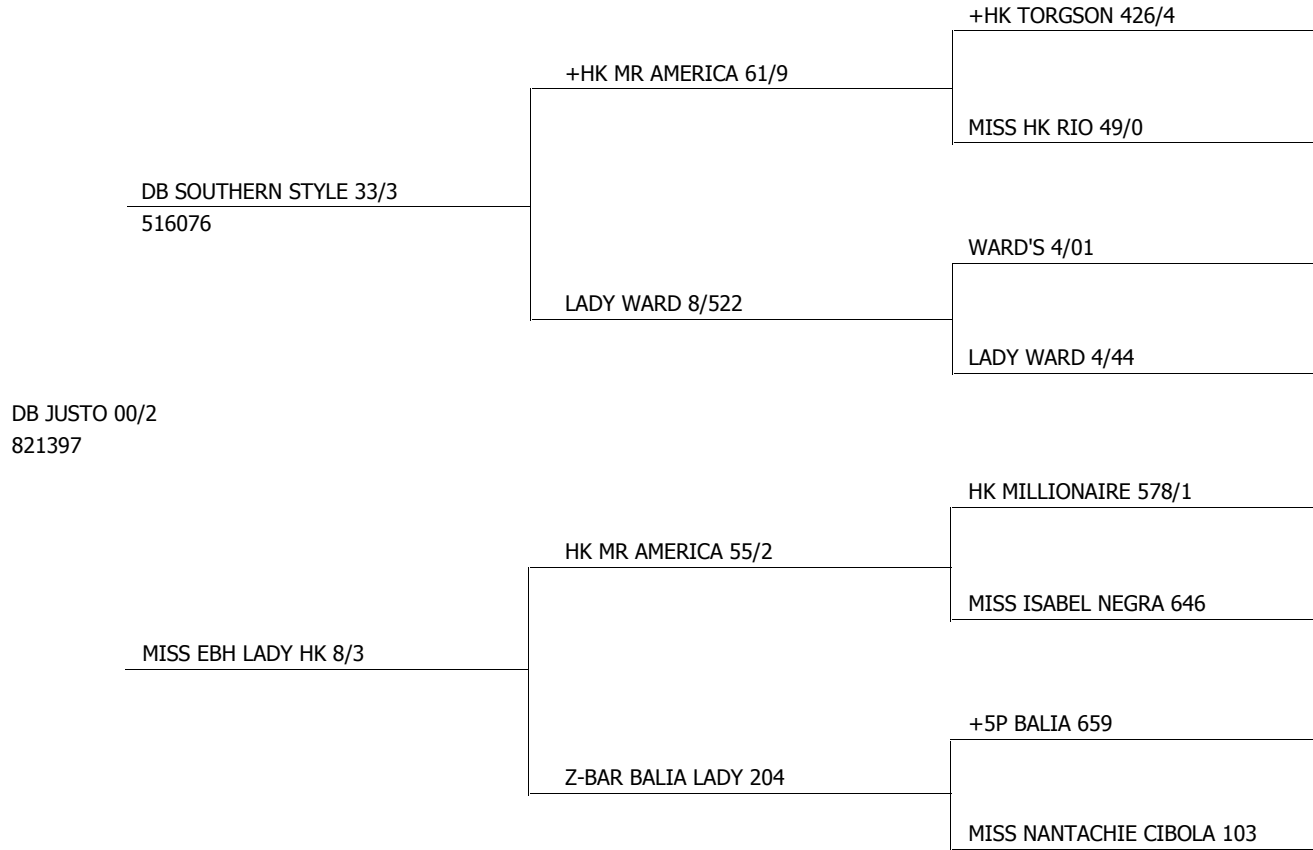 +HK TORGSON 426/4
+HK MR AMERICA 61/9
MISS HK RIO 49/0
DB SOUTHERN STYLE 33/3
516076
WARD'S 4/01
LADY WARD 8/522
LADY WARD 4/44
DB JUSTO 00/2
821397
HK MILLIONAIRE 578/1
HK MR AMERICA 55/2
MISS ISABEL NEGRA 646
MISS EBH LADY HK 8/3
+5P BALIA 659
Z-BAR BALIA LADY 204
MISS NANTACHIE CIBOLA 103